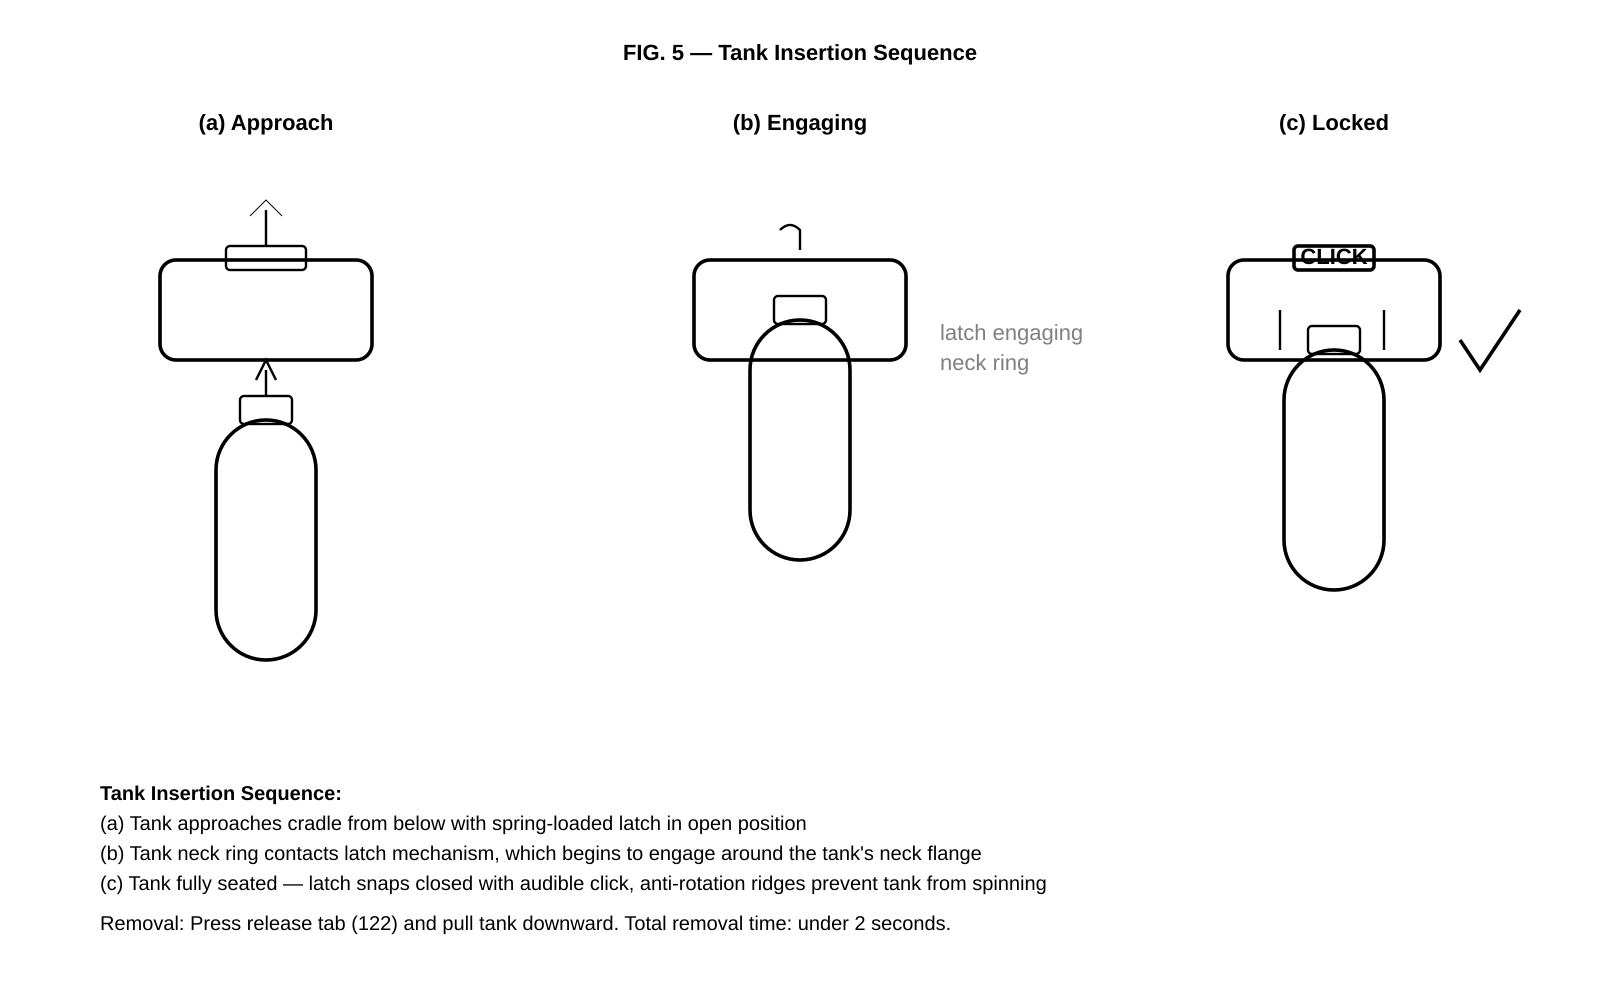 FIG. 5 — Tank Insertion Sequence
(a) Approach
(b) Engaging
(c) Locked
CLICK
latch engaging
neck ring
Tank Insertion Sequence:
(a) Tank approaches cradle from below with spring-loaded latch in open position
(b) Tank neck ring contacts latch mechanism, which begins to engage around the tank's neck flange
(c) Tank fully seated — latch snaps closed with audible click, anti-rotation ridges prevent tank from spinning
Removal: Press release tab (122) and pull tank downward. Total removal time: under 2 seconds.